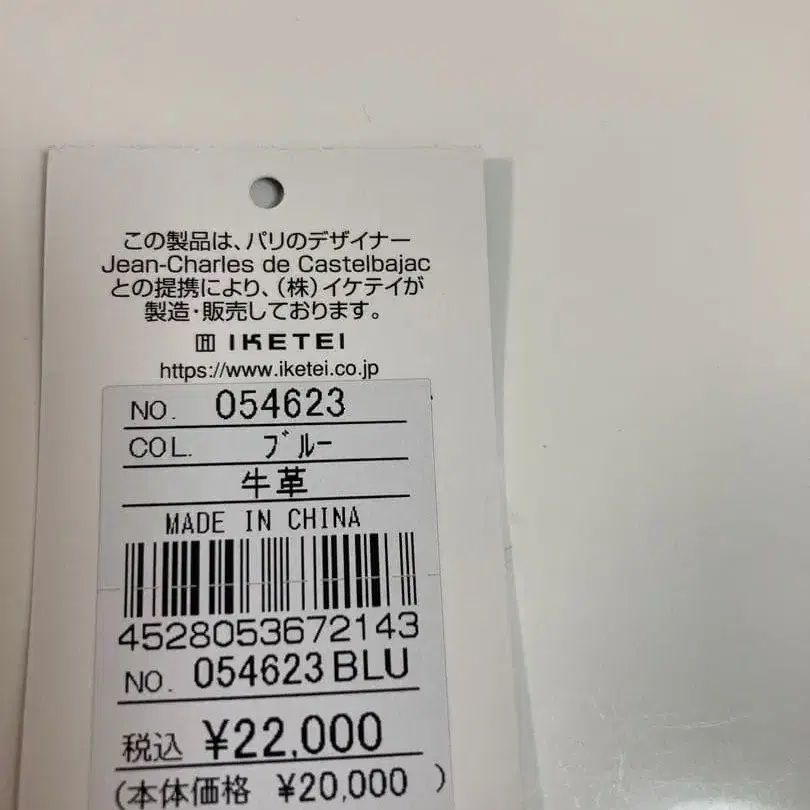 この製品は、パリのデザイナー
Jean-Charles de Castelbajac
との提携により、(株)イケテイが
製造・販売しております。
IKETEI
https://www.iketei.co.jp
NO. 054623
COL. ブルー
牛革
MADE IN CHINA
4528053672143
NO. 054623BLU
税込 ¥22,000
(本体価格 ¥20,000 )